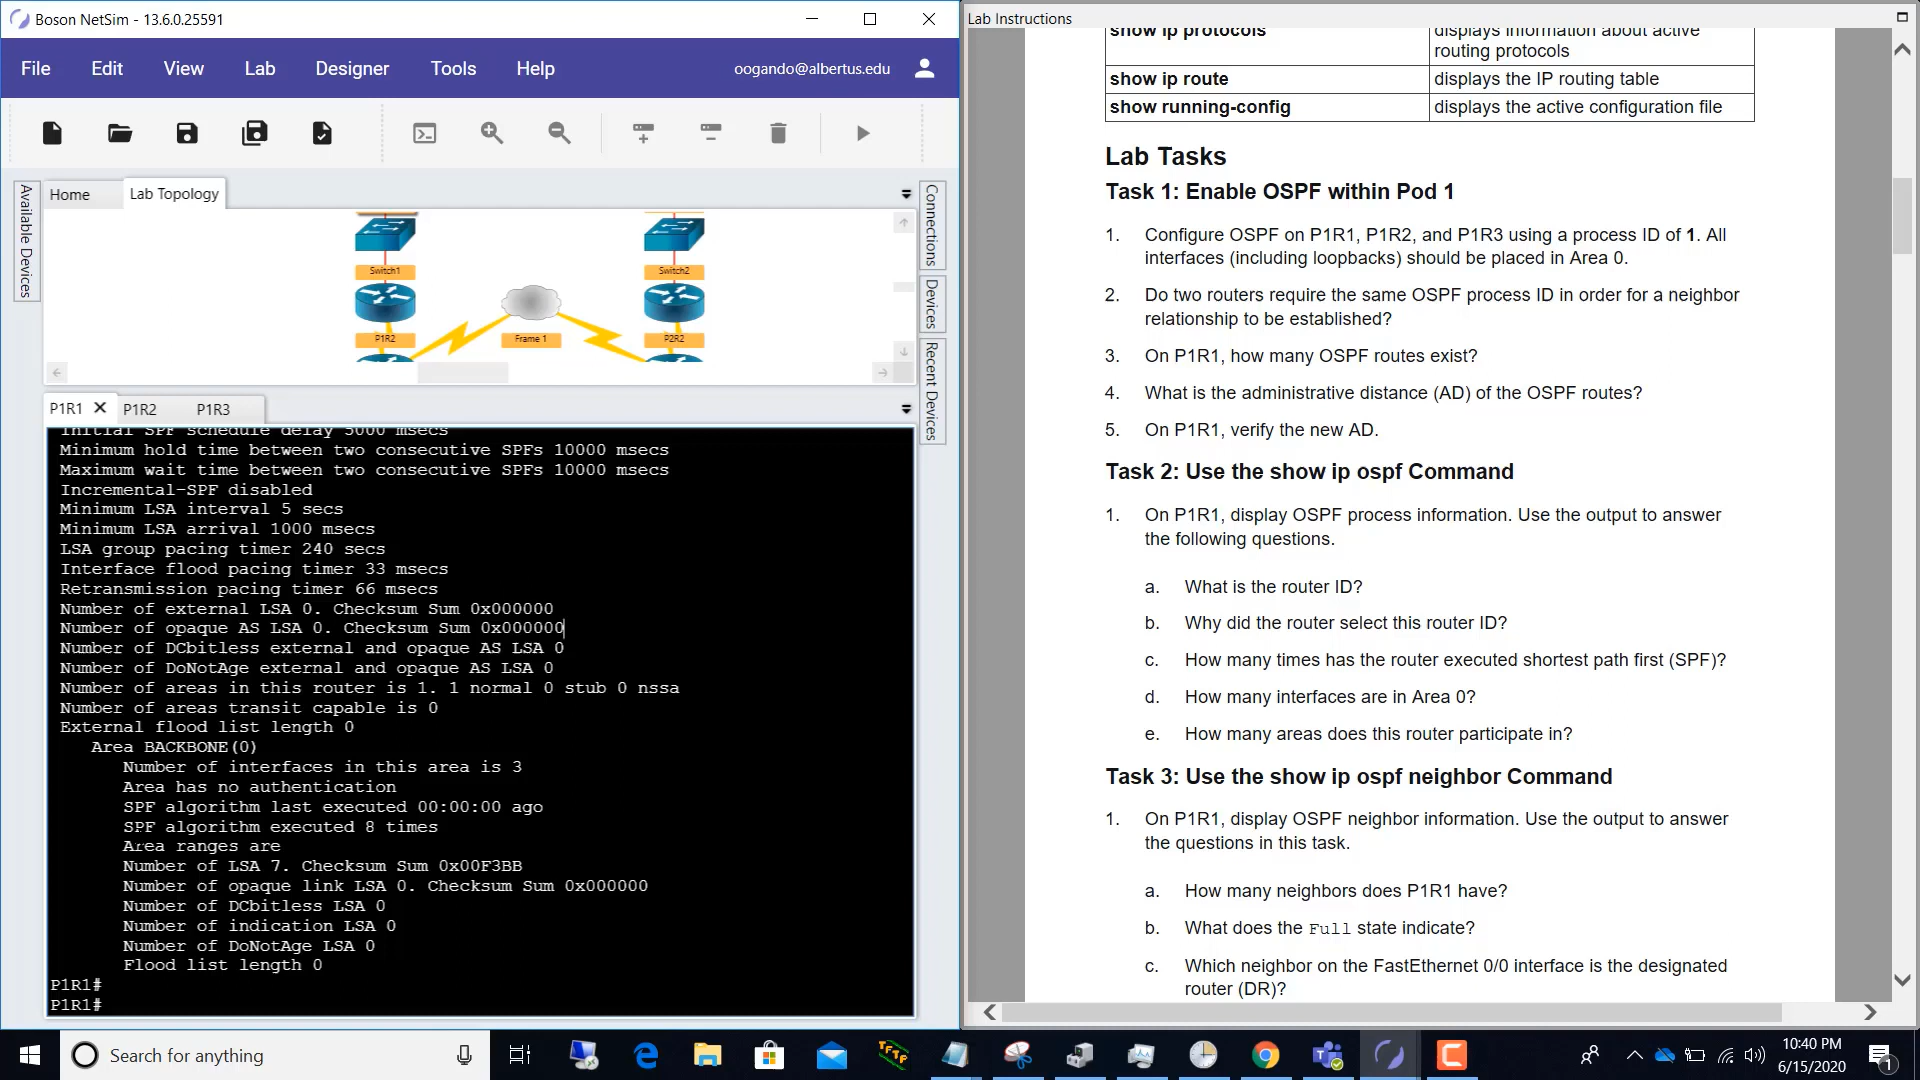 Boson NetSim - 13.6.0.25591
File Edit View Lab Designer Tools Help oogando@albertus.edu
Available Devices
Home Lab Topology
Switch1 Switch2
P1R2 Frame 1 P2R2
Connections
Devices
Recent Devices
P1R1 P1R2 P1R3
Initial SPF schedule delay 5000 msecs
Minimum hold time between two consecutive SPFs 10000 msecs
Maximum wait time between two consecutive SPFs 10000 msecs
Incremental-SPF disabled
Minimum LSA interval 5 secs
Minimum LSA arrival 1000 msecs
LSA group pacing timer 240 secs
Interface flood pacing timer 33 msecs
Retransmission pacing timer 66 msecs
Number of external LSA 0. Checksum Sum 0x000000
Number of opaque AS LSA 0. Checksum Sum 0x000000
Number of DCbitless external and opaque AS LSA 0
Number of DoNotAge external and opaque AS LSA 0
Number of areas in this router is 1. 1 normal 0 stub 0 nssa
Number of areas transit capable is 0
External flood list length 0
Area BACKBONE(0)
Number of interfaces in this area is 3
Area has no authentication
SPF algorithm last executed 00:00:00 ago
SPF algorithm executed 8 times
Area ranges are
Number of LSA 7. Checksum Sum 0x00F3BB
Number of opaque link LSA 0. Checksum Sum 0x000000
Number of DCbitless LSA 0
Number of indication LSA 0
Number of DoNotAge LSA 0
Flood list length 0
P1R1#
P1R1#
Lab Instructions
show ip protocols displays information about active
routing protocols
show ip route displays the IP routing table
show running-config displays the active configuration file
Lab Tasks
Task 1: Enable OSPF within Pod 1
1. Configure OSPF on P1R1, P1R2, and P1R3 using a process ID of 1. All
interfaces (including loopbacks) should be placed in Area 0.
2. Do two routers require the same OSPF process ID in order for a neighbor
relationship to be established?
3. On P1R1, how many OSPF routes exist?
4. What is the administrative distance (AD) of the OSPF routes?
5. On P1R1, verify the new AD.
Task 2: Use the show ip ospf Command
1. On P1R1, display OSPF process information. Use the output to answer
the following questions.
a. What is the router ID?
b. Why did the router select this router ID?
c. How many times has the router executed shortest path first (SPF)?
d. How many interfaces are in Area 0?
e. How many areas does this router participate in?
Task 3: Use the show ip ospf neighbor Command
1. On P1R1, display OSPF neighbor information. Use the output to answer
the questions in this task.
a. How many neighbors does P1R1 have?
b. What does the Full state indicate?
c. Which neighbor on the FastEthernet 0/0 interface is the designated
router (DR)?
Search for anything
TFTP
10:40 PM
6/15/2020
1